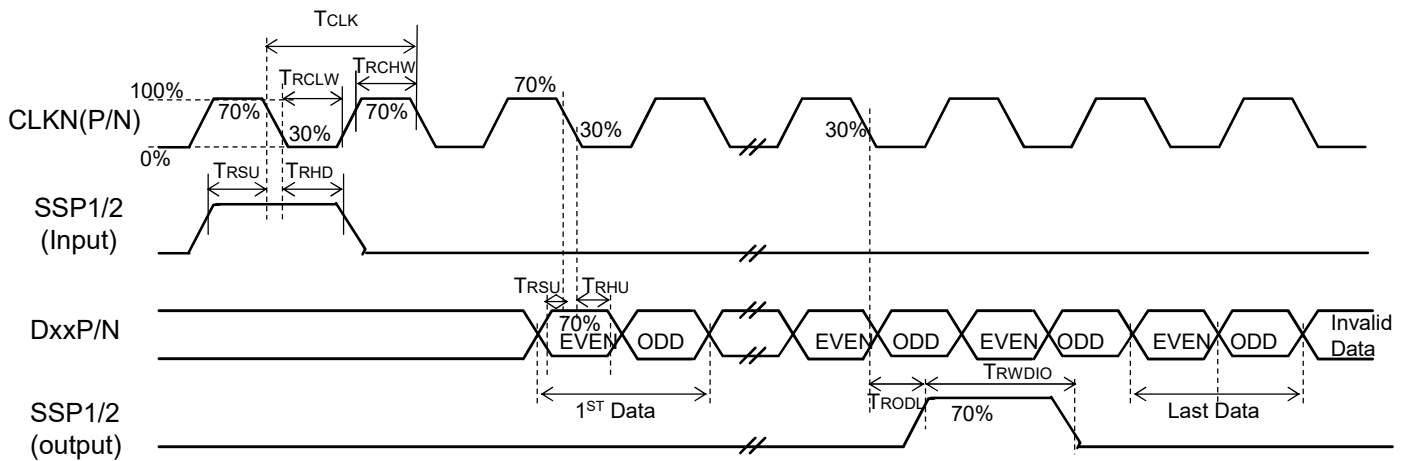 TCLK
TRCLW
TRCHW
100%
70%
30%
70%
70%
30%
30%
0%
CLKN(P/N)
TRSU
TRHD
SSP1/2
(Input)
TRSU
TRHU
DxxP/N
70%
EVEN
ODD
EVEN
ODD
EVEN
ODD
EVEN
ODD
Invalid
Data
1ST Data
TRODL
TRWDIO
Last Data
SSP1/2
(output)
70%